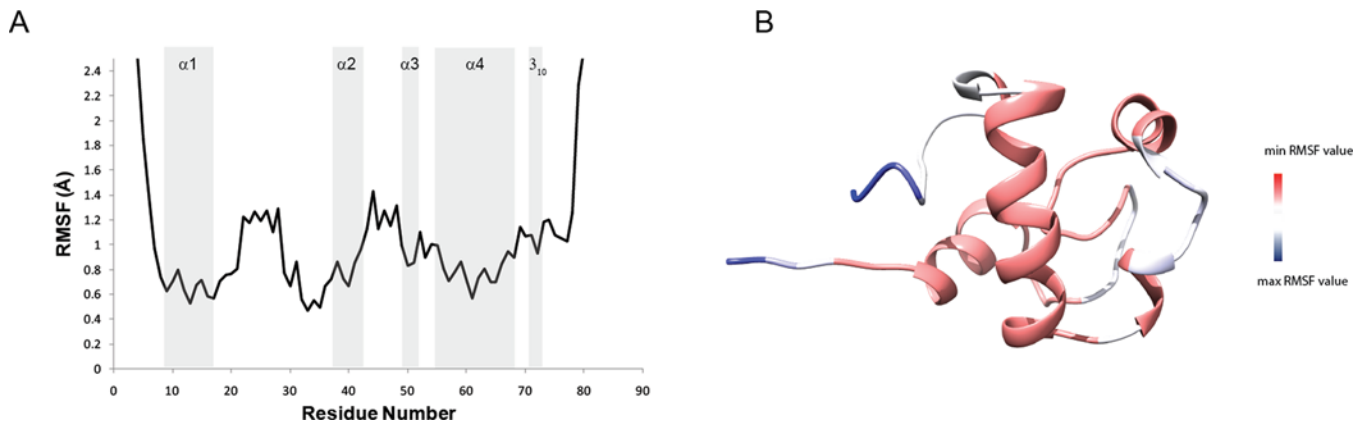 A
B
α1
α2
α3
α4
3₁₀
2.4
2.2
2
1.8
1.6
1.4
1.2
1
0.8
0.6
0.4
0.2
0
RMSF (Å)
0 10 20 30 40 50 60 70 80 90
Residue Number
min RMSF value
max RMSF value